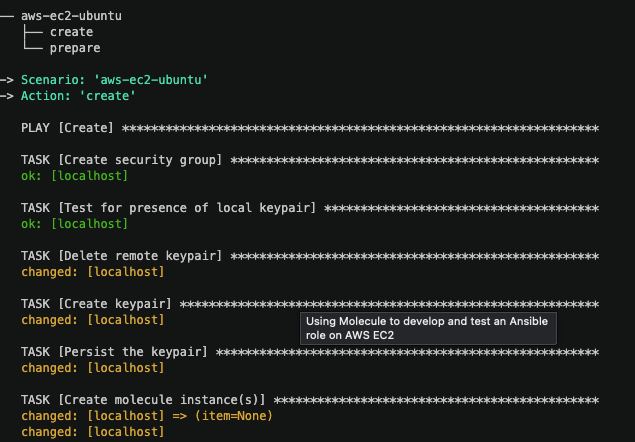 ── aws-ec2-ubuntu
├── create
└── prepare
-> Scenario: 'aws-ec2-ubuntu'
-> Action: 'create'
PLAY [Create] ******************************************************************
TASK [Create security group] ***************************************************
ok: [localhost]
TASK [Test for presence of local keypair] **************************************
ok: [localhost]
TASK [Delete remote keypair] ***************************************************
changed: [localhost]
TASK [Create keypair] **********************************************************
changed: [localhost]
Using Molecule to develop and test an Ansible
role on AWS EC2
TASK [Persist the keypair] *****************************************************
changed: [localhost]
TASK [Create molecule instance(s)] *********************************************
changed: [localhost] => (item=None)
changed: [localhost]